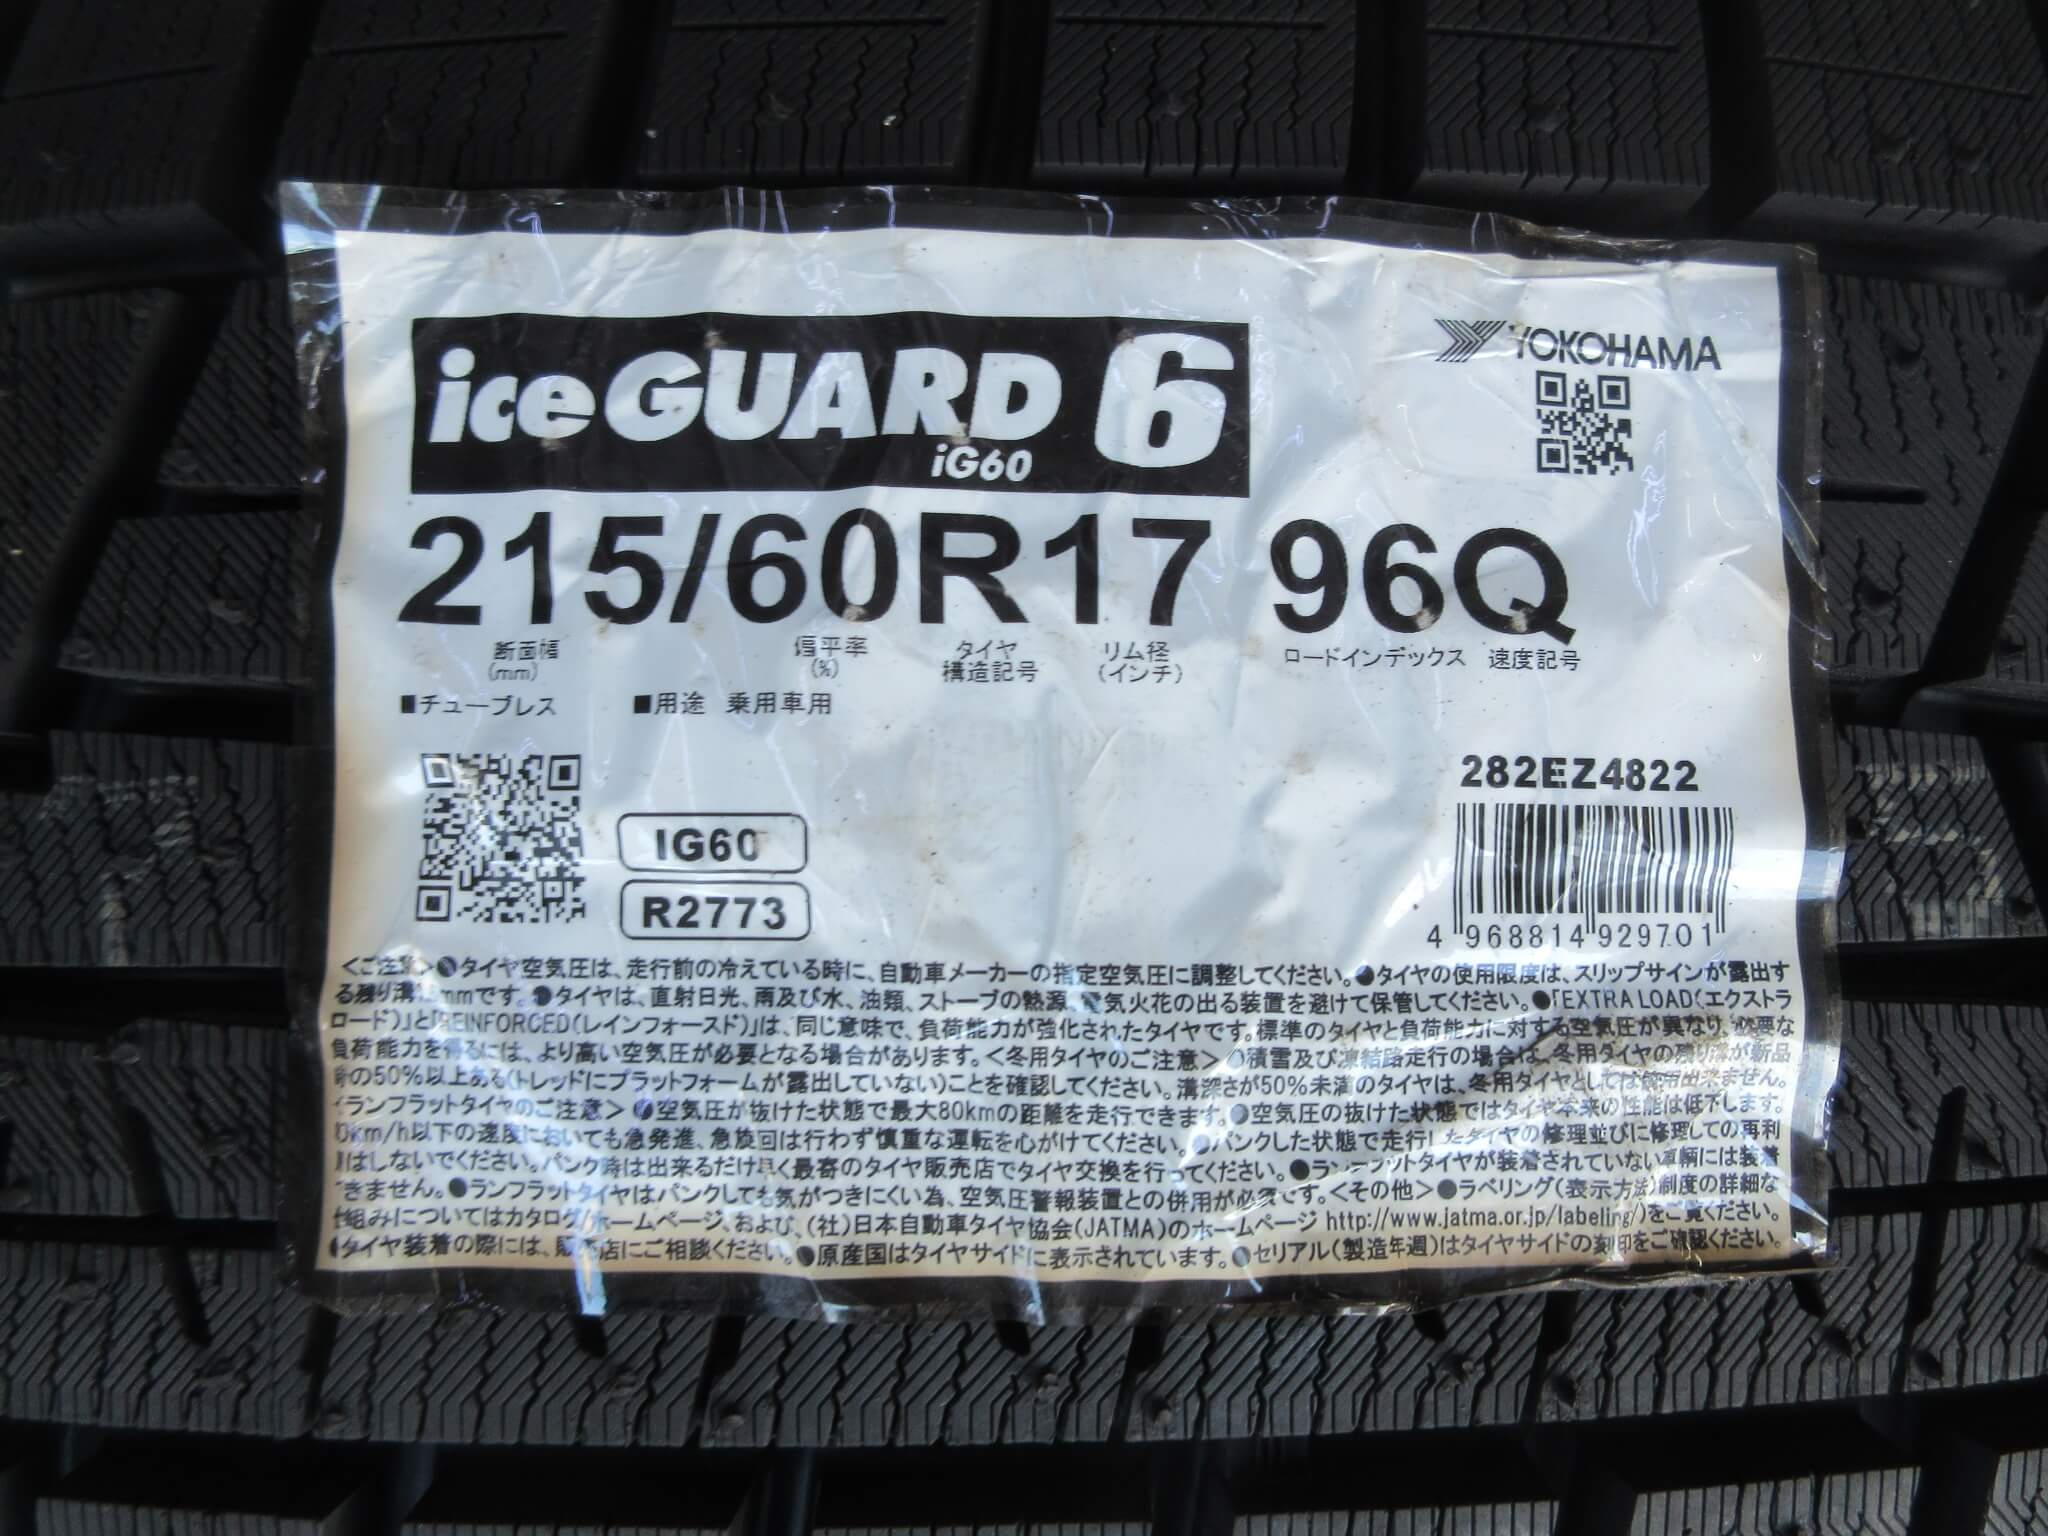 iceGUARD 6
iG60
YOKOHAMA
215/60R17 96Q
断面幅 (mm)
偏平率 (%)
タイヤ 構造記号
リム径 (インチ)
ロードインデックス
速度記号
■チューブレス ■用途 乗用車用
IG60
R2773
282EZ4822
4 968814 929701
<ご注意>●タイヤ空気圧は、走行前の冷えている時に、自動車メーカーの指定空気圧に調整してください。●タイヤの使用限度は、スリップサインが露出す
る残り溝1.6mmです。●タイヤは、直射日光、雨及び水、油類、ストーブの熱源、電気火花の出る装置を避けて保管してください。●「EXTRA LOAD(エクストラ
ロード)」と「REINFORCED(レインフォースド)」は、同じ意味で、負荷能力が強化されたタイヤです。標準のタイヤと負荷能力に対する空気圧が異なり、必要な
負荷能力を得るには、より高い空気圧が必要となる場合があります。<冬用タイヤのご注意>●積雪及び凍結路走行の場合は、冬用タイヤの残り溝が新品
時の50%以上ある(トレッドにプラットフォームが露出していない)ことを確認してください。溝深さが50%未満のタイヤは、冬用タイヤとしては使用出来ません。
<ランフラットタイヤのご注意>●空気圧が抜けた状態で最大80kmの距離を走行できます。●空気圧の抜けた状態ではタイヤ本来の性能は低下します。
0km/h以下の速度においても急発進、急旋回は行わず慎重な運転を心がけてください。●パンクした状態で走行したタイヤの修理並びに修理しての再利
はしないでください。パンク時は出来るだけ早く最寄のタイヤ販売店でタイヤ交換を行ってください。●ランフラットタイヤが装着されていない車輌には装着
できません。●ランフラットタイヤはパンクしても気がつきにくい為、空気圧警報装置との併用が必須です。<その他>●ラベリング(表示方法)制度の詳細な
仕組みについてはカタログ、ホームページ、および、(社)日本自動車タイヤ協会(JATMA)のホームページ http://www.jatma.or.jp/labeling/)をご覧ください。
●タイヤ装着の際には、販売店にご相談ください。●原産国はタイヤサイドに表示されています。●セリアル(製造年週)はタイヤサイドの刻印をご確認ください。